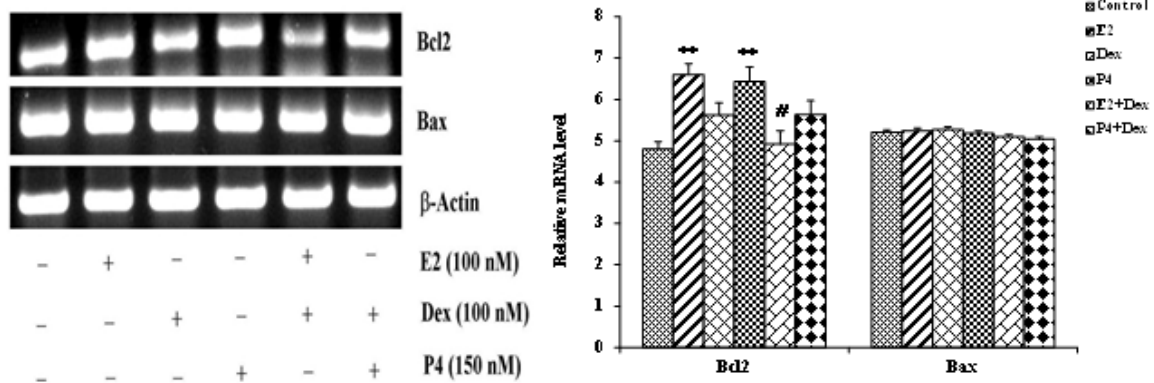 Bcl2
Bax
β-Actin
− + − − + − E2 (100 nM)
− − + − + + Dex (100 nM)
− − − + − + P4 (150 nM)
8
7
6
5
4
3
2
1
0
Relative mRNA level
** **
#
Bcl2 Bax
Control
E2
Dex
P4
E2+Dex
P4+Dex